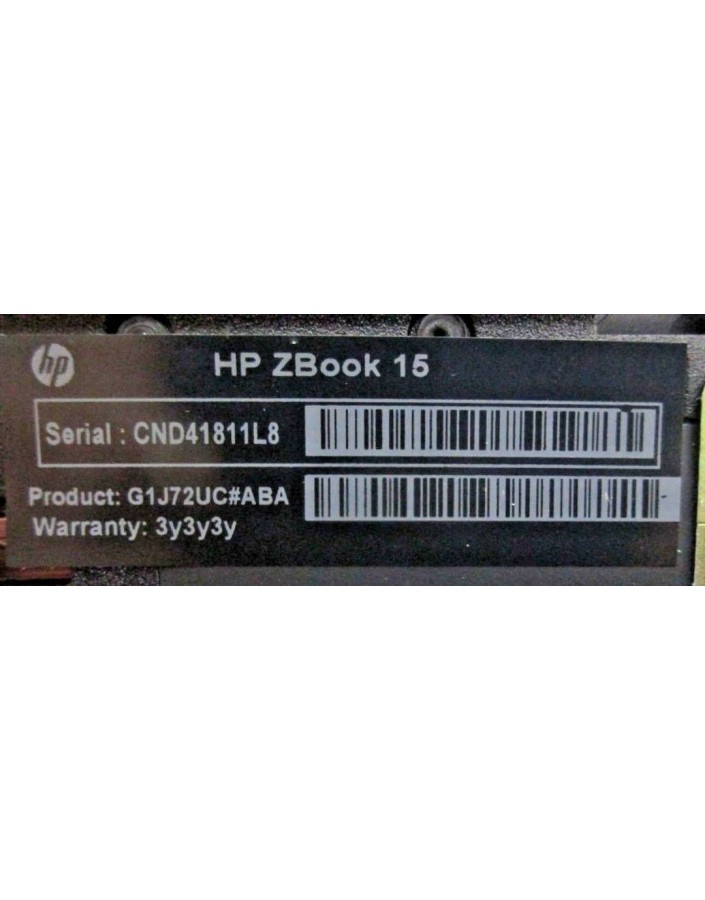 hp
HP ZBook 15
Serial : CND41811L8
Product: G1J72UC#ABA
Warranty: 3y3y3y